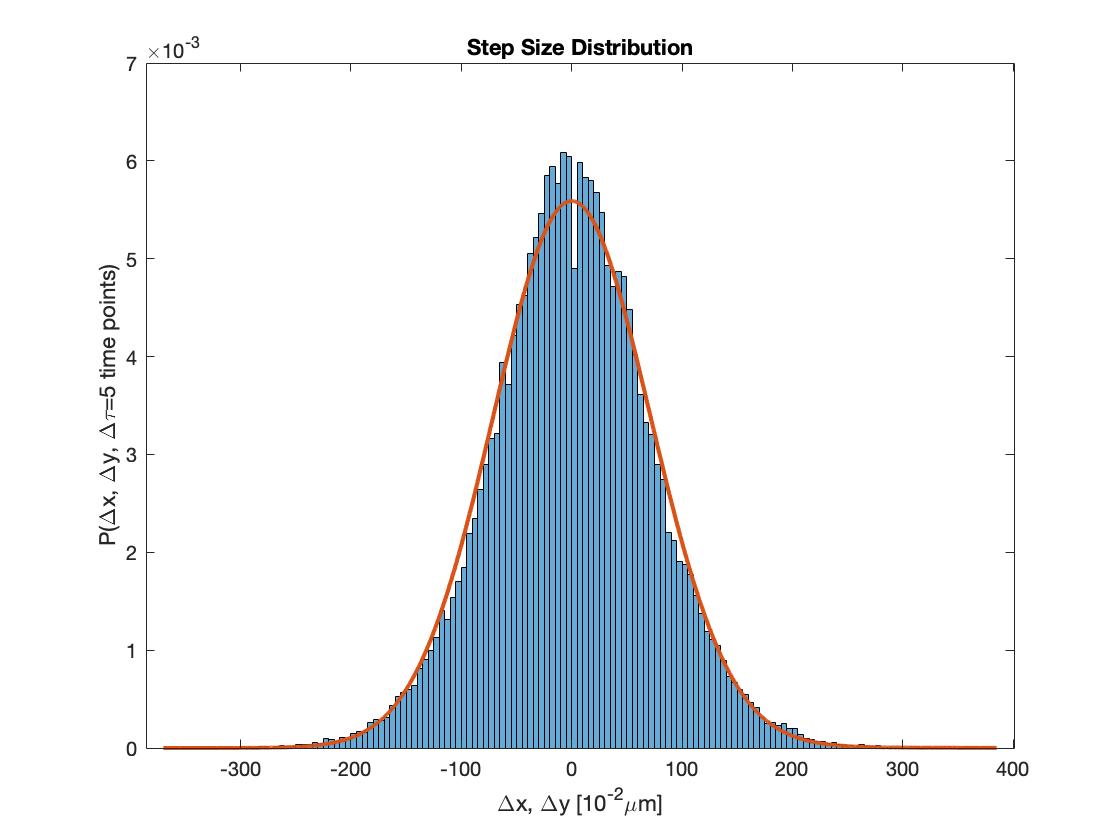 Step Size Distribution
×10⁻³
7
6
5
4
3
2
1
0
P(Δx, Δy, Δτ=5 time points)
-300 -200 -100 0 100 200 300 400
Δx, Δy [10⁻²μm]